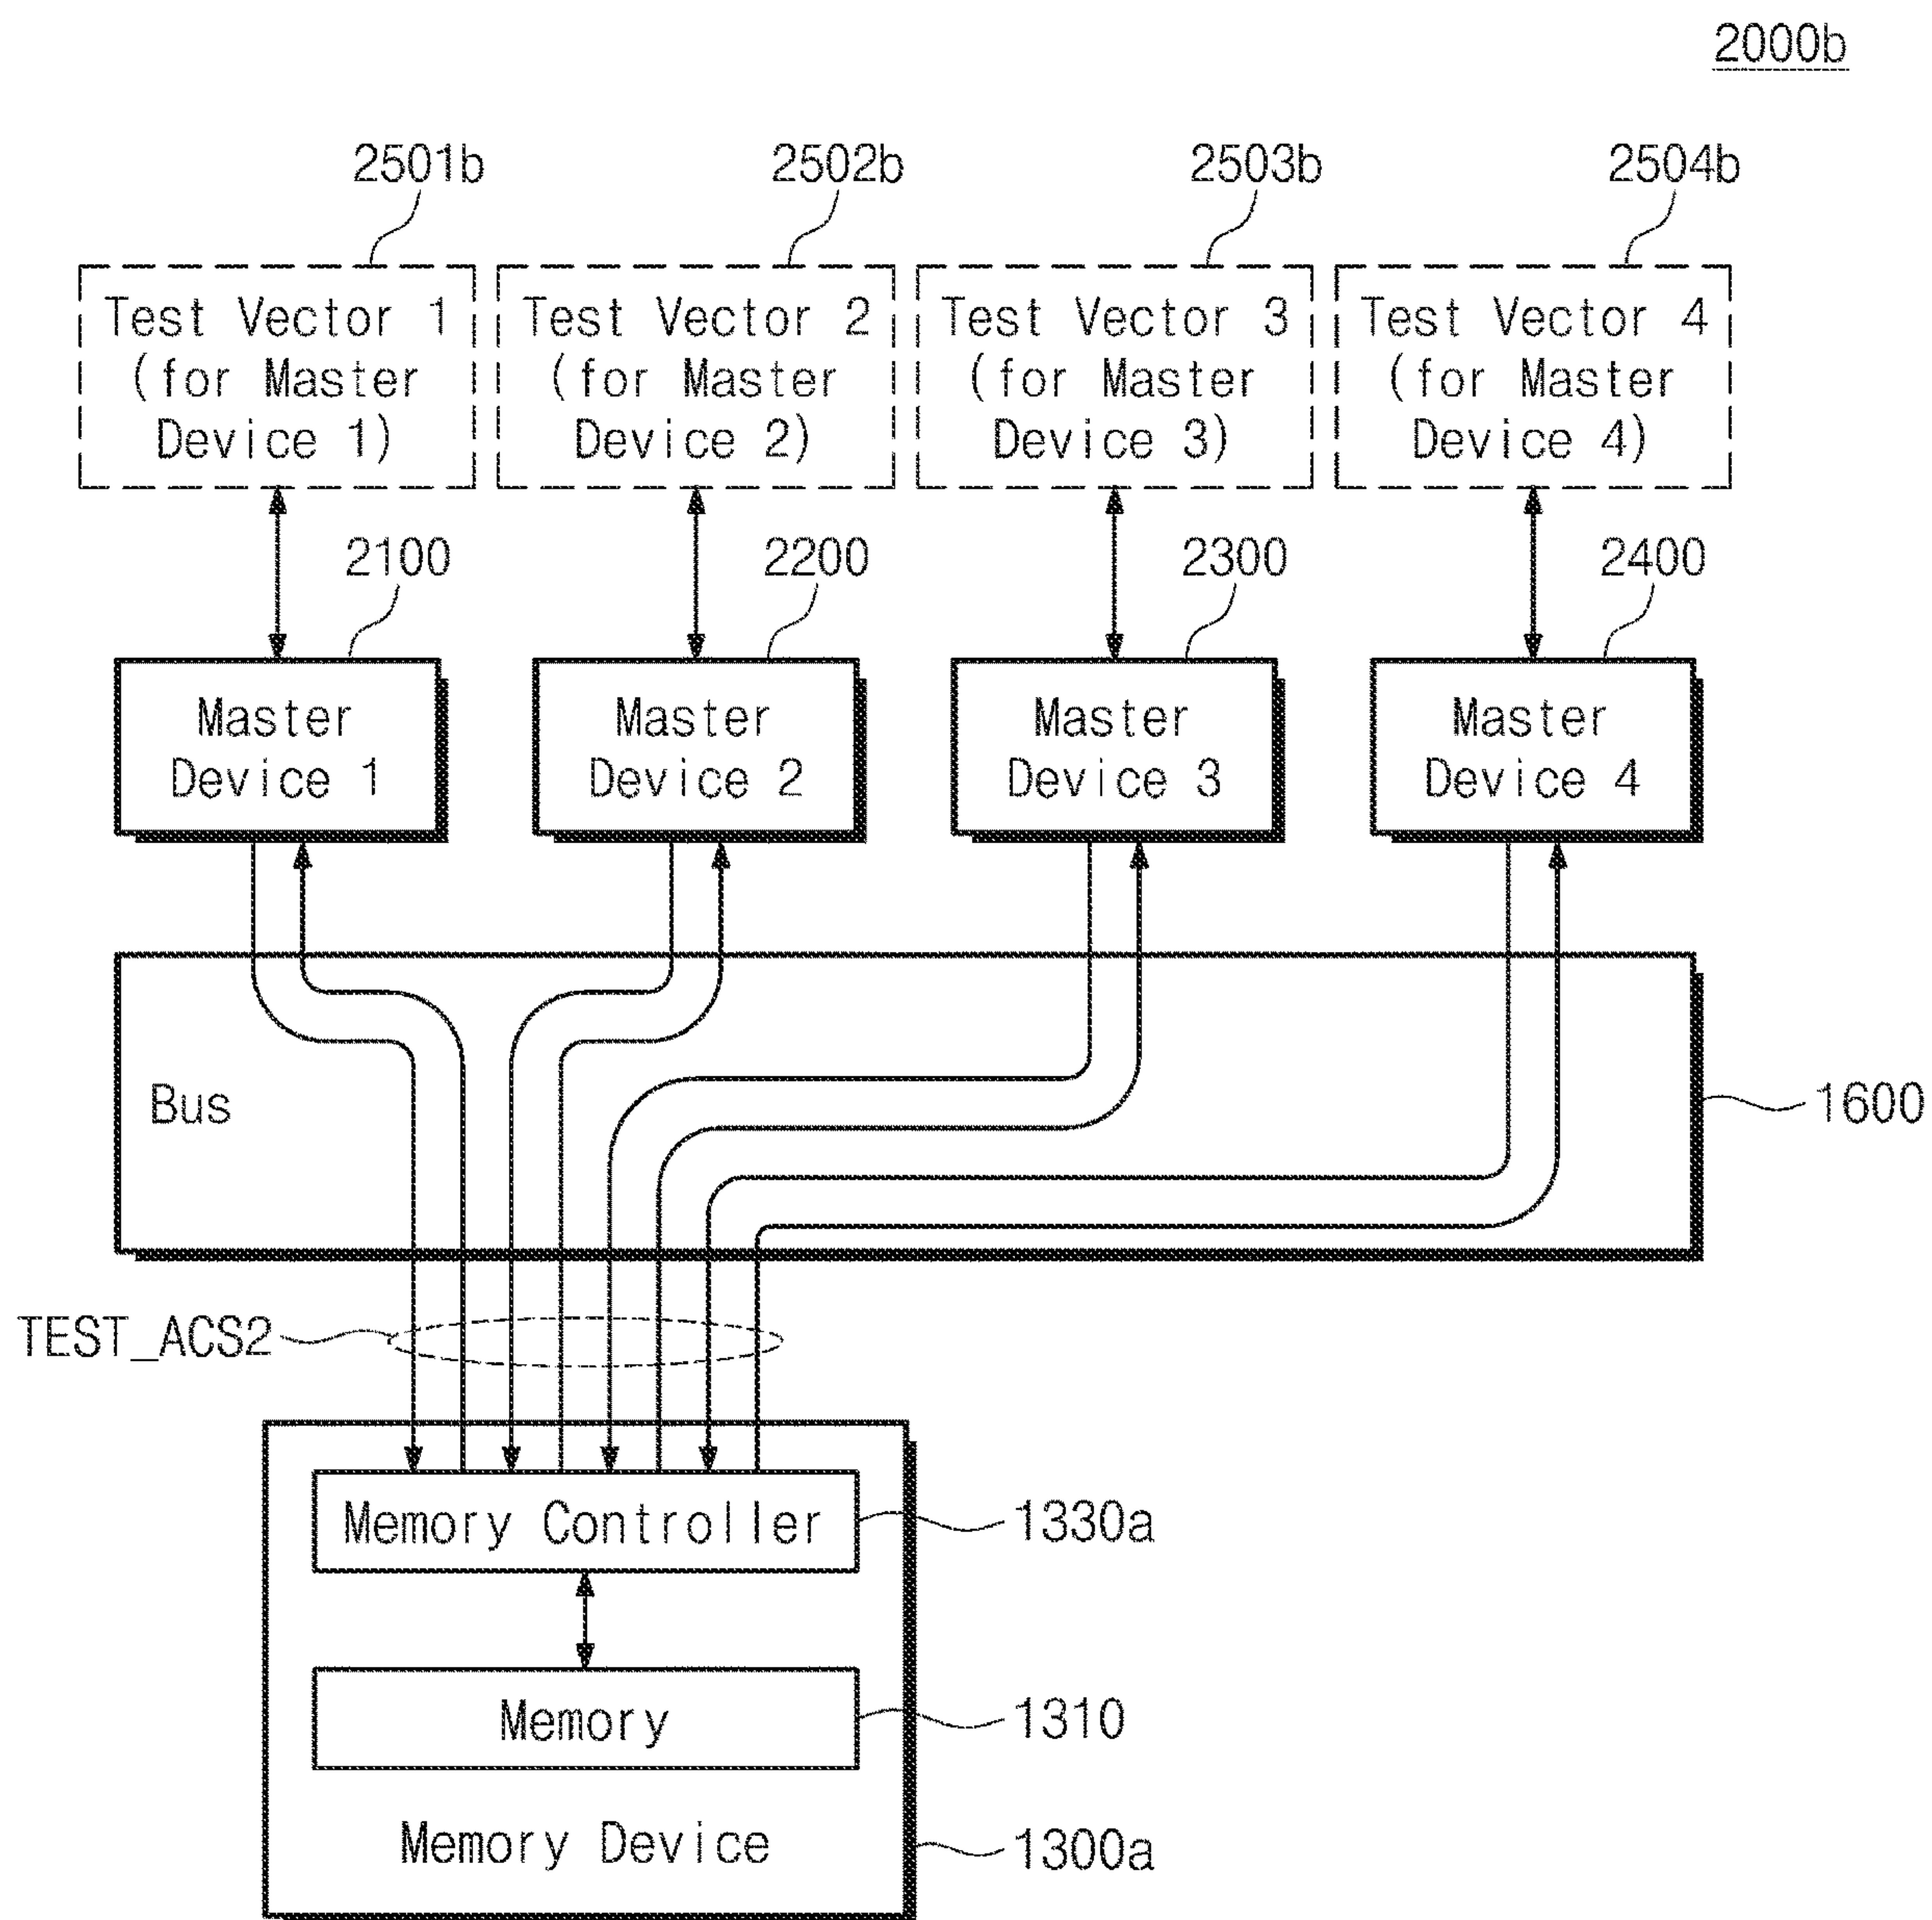 2000b
2501b
2502b
2503b
2504b
Test Vector 1
(for Master
Device 1)
Test Vector 2
(for Master
Device 2)
Test Vector 3
(for Master
Device 3)
Test Vector 4
(for Master
Device 4)
2100
2200
2300
2400
Master
Device 1
Master
Device 2
Master
Device 3
Master
Device 4
Bus
1600
TEST_ACS2
Memory Controller
1330a
Memory
1310
Memory Device
1300a